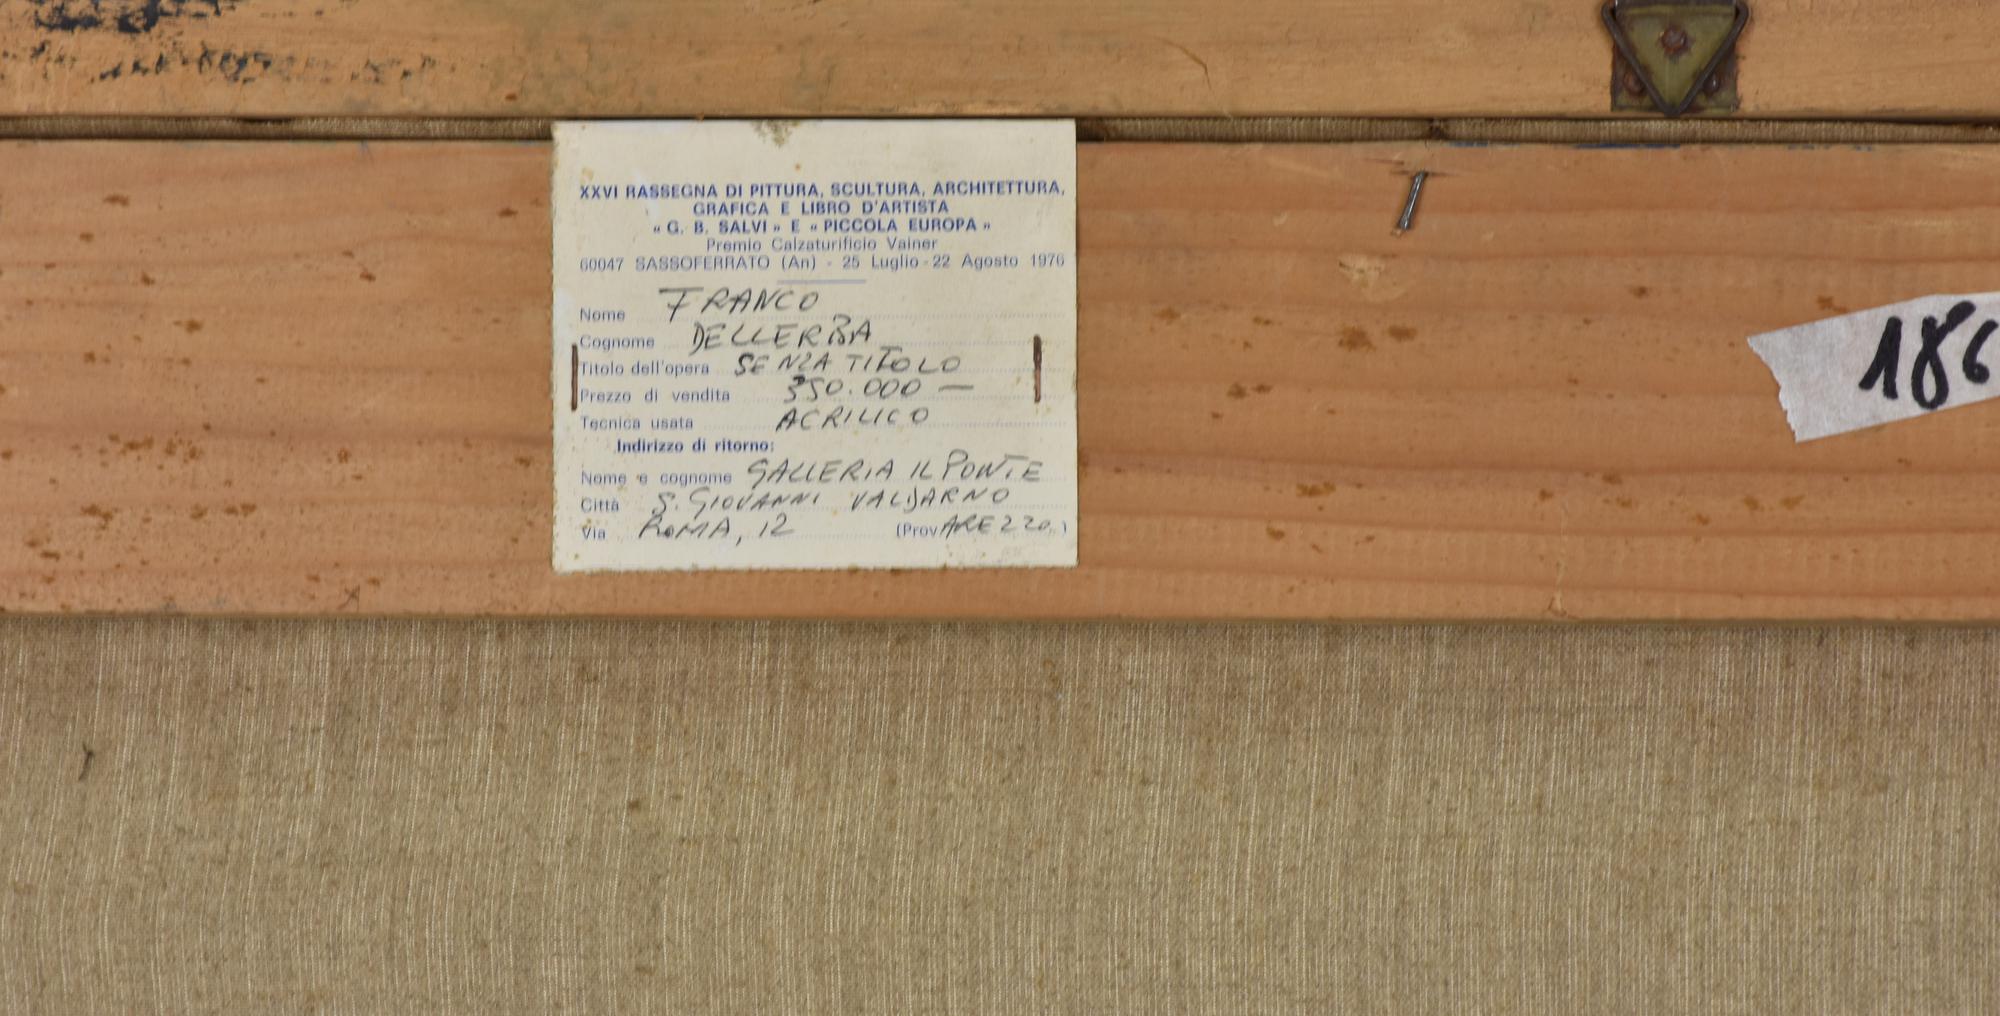 XXVI RASSEGNA DI PITTURA, SCULTURA, ARCHITETTURA,
GRAFICA E LIBRO D'ARTISTA
« G. B. SALVI » E « PICCOLA EUROPA »
Premio Calzaturificio Vainer
60047 SASSOFERRATO (An) - 25 Luglio - 22 Agosto 1976
Nome FRANCO
Cognome DELLERBA
Titolo dell'opera SENZA TITOLO
Prezzo di vendita 350.000 —
Tecnica usata ACRILICO
Indirizzo di ritorno:
Nome e cognome GALLERIA IL PONTE
Città S. GIOVANNI VALDARNO
Via ROMA, 12 (Prov AREZZO)
186